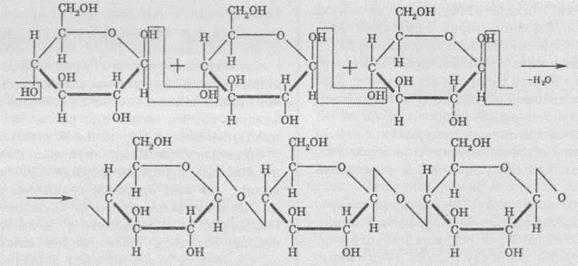 CH₂OH CH₂OH CH₂OH
H O OH H O OH H O OH
H H H
+ +
OH H OH H OH H −H₂O
HO H OH H OH H
H OH H OH H OH
CH₂OH CH₂OH CH₂OH
H O H H O H H O H
H O H O H O
OH H OH H OH H
H H H
H OH H OH H OH